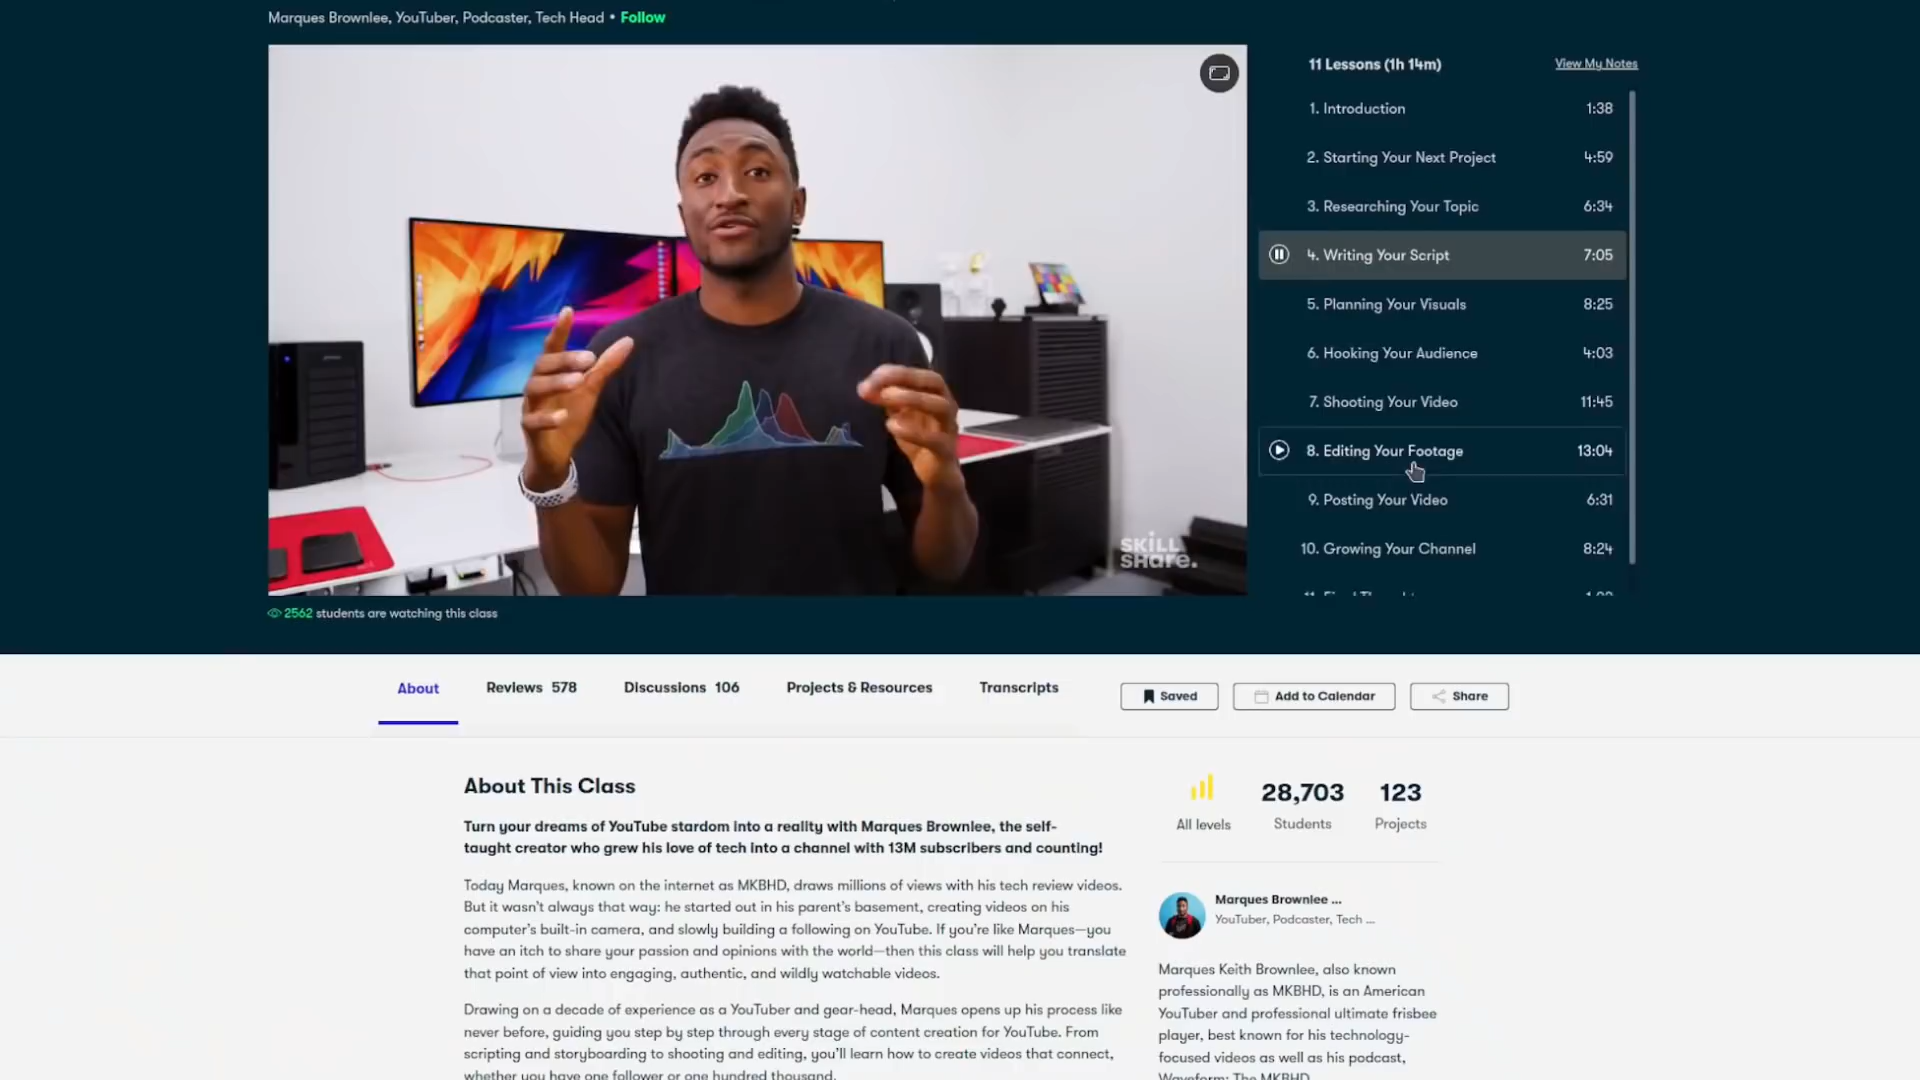 Marques Brownlee, YouTuber, Podcaster, Tech Head • Follow
SKILL
SHARE.
2562 students are watching this class
11 Lessons (1h 14m)
View My Notes
1. Introduction 1:38
2. Starting Your Next Project 4:59
3. Researching Your Topic 6:34
4. Writing Your Script 7:05
5. Planning Your Visuals 8:25
6. Hooking Your Audience 4:03
7. Shooting Your Video 11:45
8. Editing Your Footage 13:04
9. Posting Your Video 6:31
10. Growing Your Channel 8:24
About Reviews 578 Discussions 106 Projects & Resources Transcripts
Saved Add to Calendar Share
About This Class
Turn your dreams of YouTube stardom into a reality with Marques Brownlee, the self-
taught creator who grew his love of tech into a channel with 13M subscribers and counting!
Today Marques, known on the internet as MKBHD, draws millions of views with his tech review videos.
But it wasn't always that way: he started out in his parent's basement, creating videos on his
computer's built-in camera, and slowly building a following on YouTube. If you're like Marques—you
have an itch to share your passion and opinions with the world—then this class will help you translate
that point of view into engaging, authentic, and wildly watchable videos.
Drawing on a decade of experience as a YouTuber and gear-head, Marques opens up his process like
never before, guiding you step by step through every stage of content creation for YouTube. From
scripting and storyboarding to shooting and editing, you'll learn how to create videos that connect,
whether you have one follower or one hundred thousand.
All levels
28,703
Students
123
Projects
Marques Brownlee ...
YouTuber, Podcaster, Tech ...
Marques Keith Brownlee, also known
professionally as MKBHD, is an American
YouTuber and professional ultimate frisbee
player, best known for his technology-
focused videos as well as his podcast,
Waveform: The MKBHD